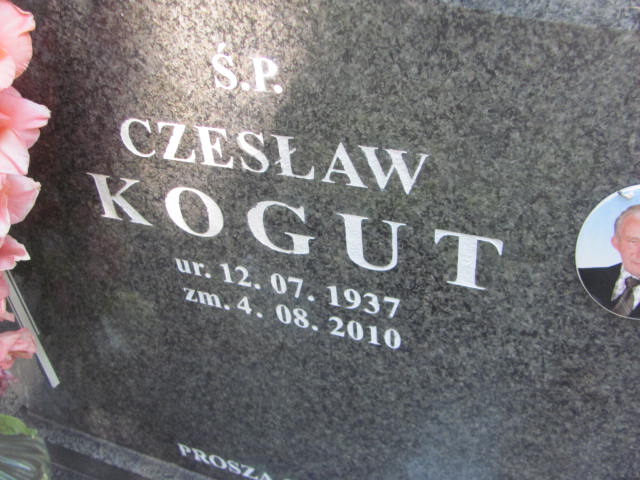 Ś.P.
CZESŁAW
KOGUT
ur. 12. 07. 1937
zm. 4. 08. 2010
PROSZĄ